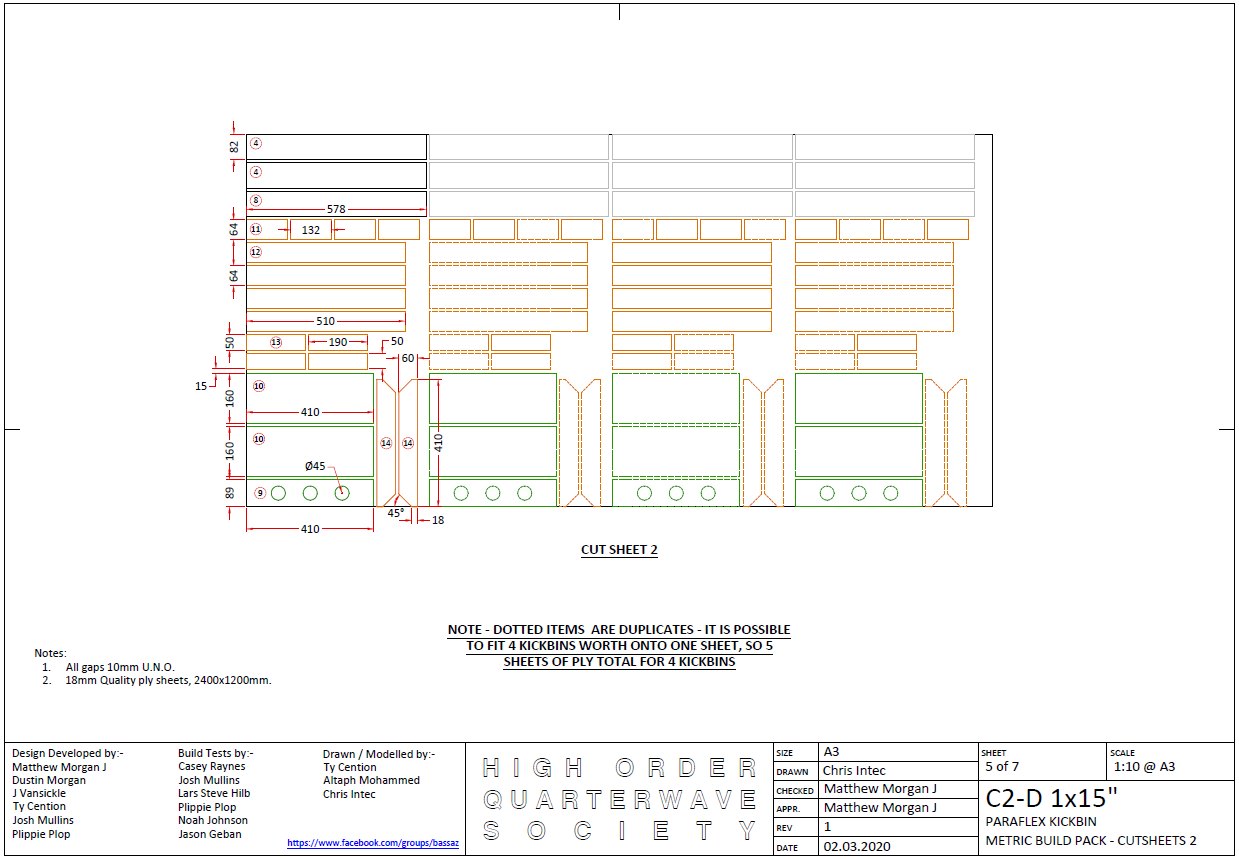 82
4
4
8
578
64
11
132
12
64
510
50
13
190
50
60
15
10
160
410
10
160
14
14
410
Ø45
89
9
45°
18
410
CUT SHEET 2
NOTE - DOTTED ITEMS ARE DUPLICATES - IT IS POSSIBLE
TO FIT 4 KICKBINS WORTH ONTO ONE SHEET, SO 5
SHEETS OF PLY TOTAL FOR 4 KICKBINS
Notes:
1. All gaps 10mm U.N.O.
2. 18mm Quality ply sheets, 2400x1200mm.
Design Developed by:-
Matthew Morgan J
Dustin Morgan
J Vansickle
Ty Cention
Josh Mullins
Plippie Plop
Build Tests by:-
Casey Raynes
Josh Mullins
Lars Steve Hilb
Plippie Plop
Noah Johnson
Jason Geban
Drawn / Modelled by:-
Ty Cention
Altaph Mohammed
Chris Intec
https://www.facebook.com/groups/bassaz
HIGH ORDER
QUARTERWAVE
SOCIETY
SIZE A3
DRAWN Chris Intec
CHECKED Matthew Morgan J
APPR. Matthew Morgan J
REV 1
DATE 02.03.2020
SHEET
5 of 7
SCALE
1:10 @ A3
C2-D 1x15"
PARAFLEX KICKBIN
METRIC BUILD PACK - CUTSHEETS 2